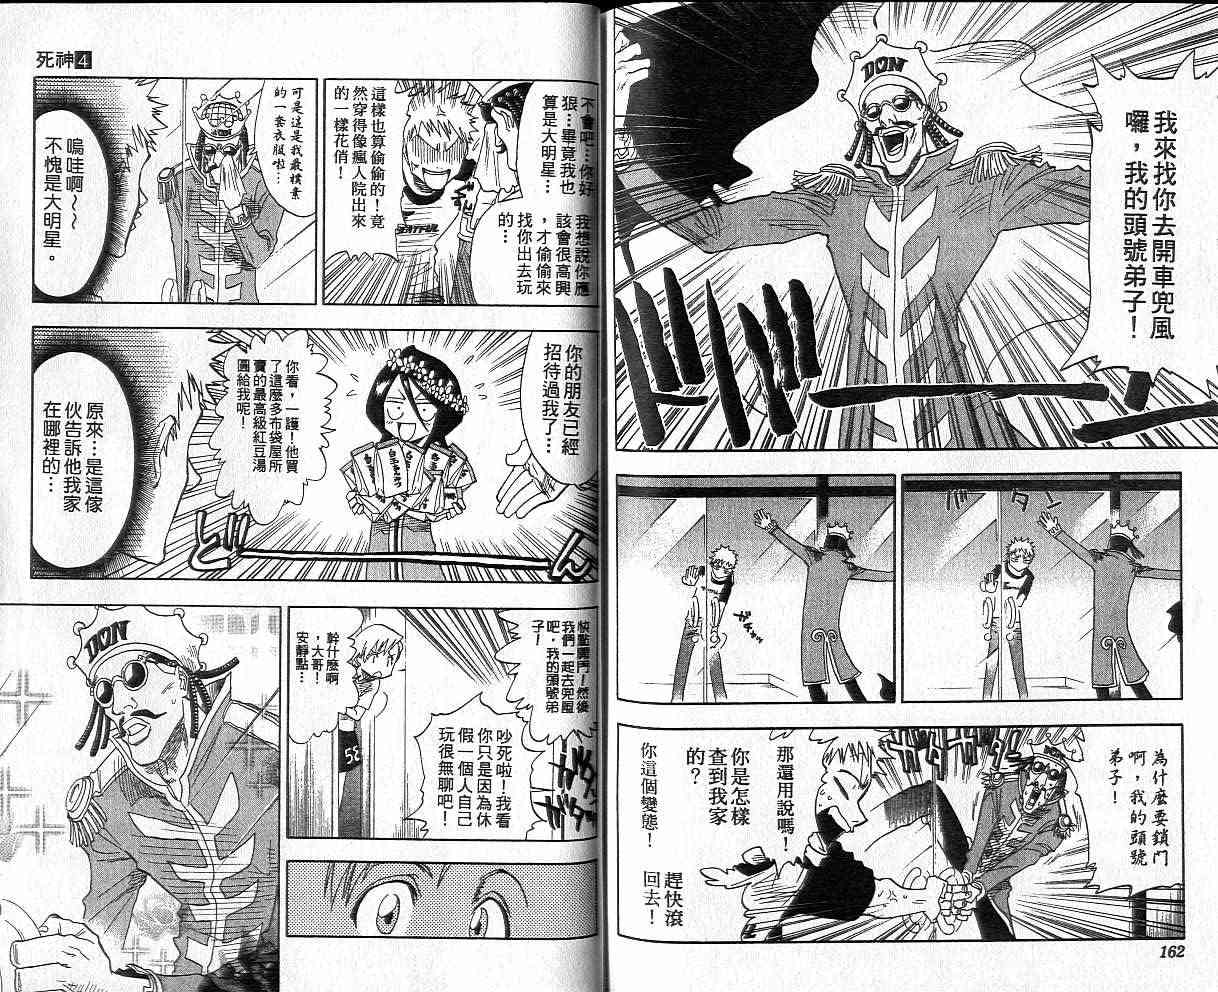 我來找你去開車兜風
囉，我的頭號弟子！
DON
為什麼要鎖門
啊，我的頭號
弟子！
那還用說嗎！
你是怎樣
查到我家
的？
你這個變態！
趕快滾
回去！
162
死神4
不會吧…你好
狠…畢竟我也
算是大明星…
我想說你應
該會很高興
，才偷偷來
找你出去玩
的…
這樣也算偷偷的！竟
然穿得像瘋人院出來
的一樣花俏！
可是這是我最樸素
的一套衣服啦…
嗚哇啊～～
不愧是大明星。
你的朋友已經
招待過我了…
你看，一護！他買
了這麼多布袋屋所
賣的最高級紅豆湯
圓給我呢！
原來…是這傢
伙告訴他我家
在哪裡的…
ど
ん
快點開門！然後
我們一起去兜風
吧，我的頭號弟
子！
幹什麼啊
，大哥！
安靜點…
吵死啦！我看
你只是因為休
假一個人自己
玩很無聊吧！
DON